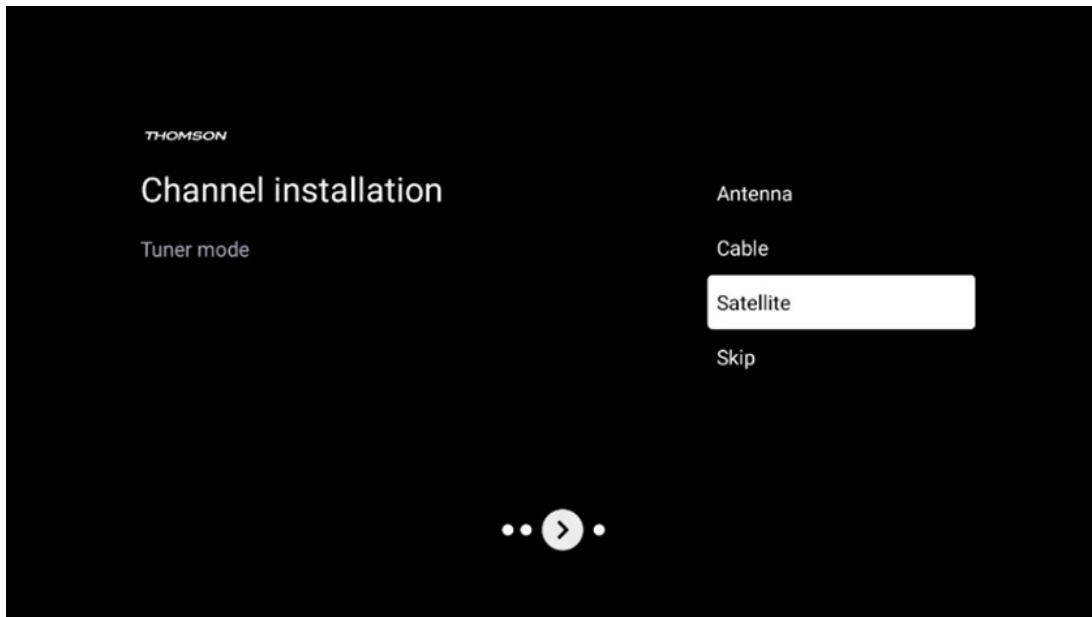 THOMSON
Channel installation
Tuner mode
Antenna
Cable
Satellite
Skip